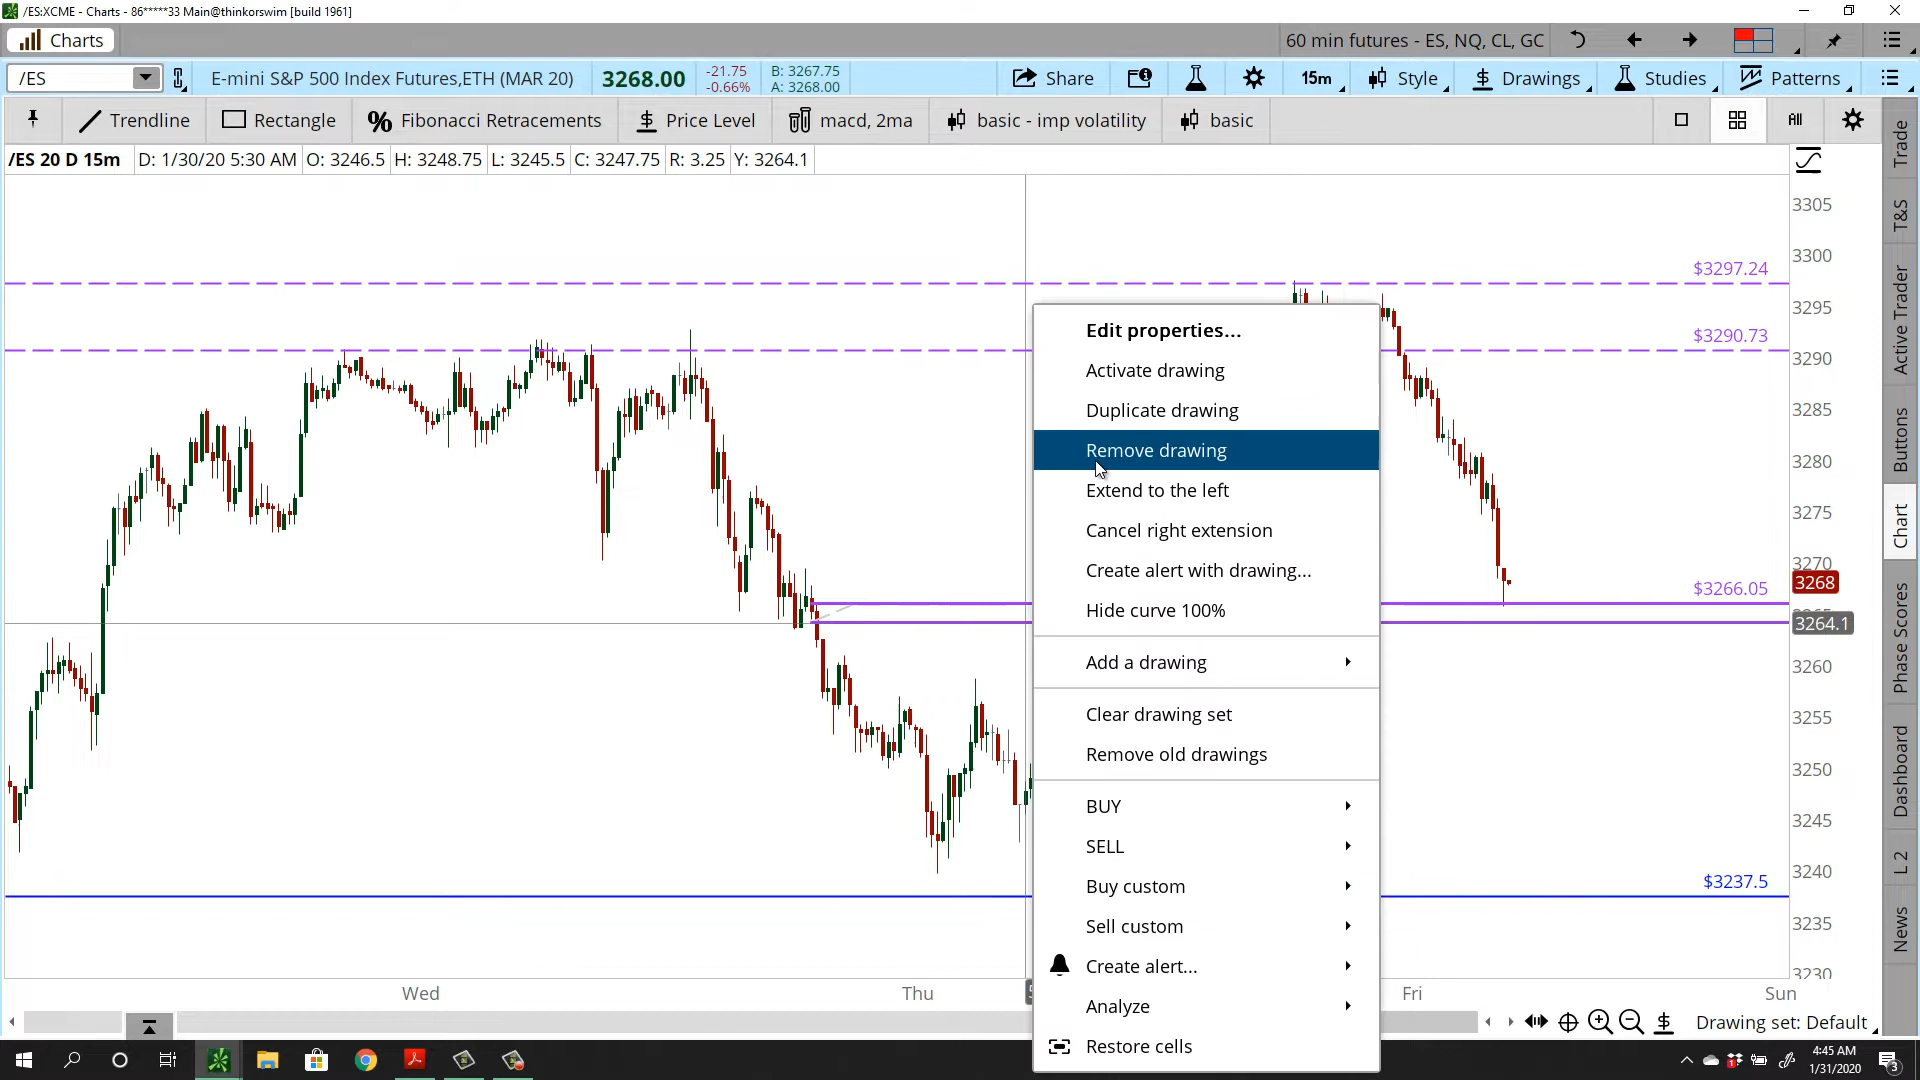 /ES:XCME - Charts - 86*****33 Main@thinkorswim [build 1961]
Charts
60 min futures - ES, NQ, CL, GC
/ES
E-mini S&P 500 Index Futures,ETH (MAR 20)
3268.00
-21.75
-0.66%
B: 3267.75
A: 3268.00
Share
15m
Style
Drawings
Studies
Patterns
Trendline
Rectangle
Fibonacci Retracements
Price Level
macd, 2ma
basic - imp volatility
basic
All
/ES 20 D 15m
D: 1/30/20 5:30 AM
O: 3246.5
H: 3248.75
L: 3245.5
C: 3247.75
R: 3.25
Y: 3264.1
3305
3300
3295
3290
3285
3280
3275
3270
3268
3264.1
3260
3255
3250
3245
3240
3235
3230
$3297.24
$3290.73
$3266.05
$3237.5
Edit properties...
Activate drawing
Duplicate drawing
Remove drawing
Extend to the left
Cancel right extension
Create alert with drawing...
Hide curve 100%
Add a drawing
Clear drawing set
Remove old drawings
BUY
SELL
Buy custom
Sell custom
Create alert...
Analyze
Restore cells
Wed
Thu
Fri
Sun
Drawing set: Default
Trade
T&S
Active Trader
Buttons
Chart
Phase Scores
Dashboard
L 2
News
4:45 AM
1/31/2020
1
3